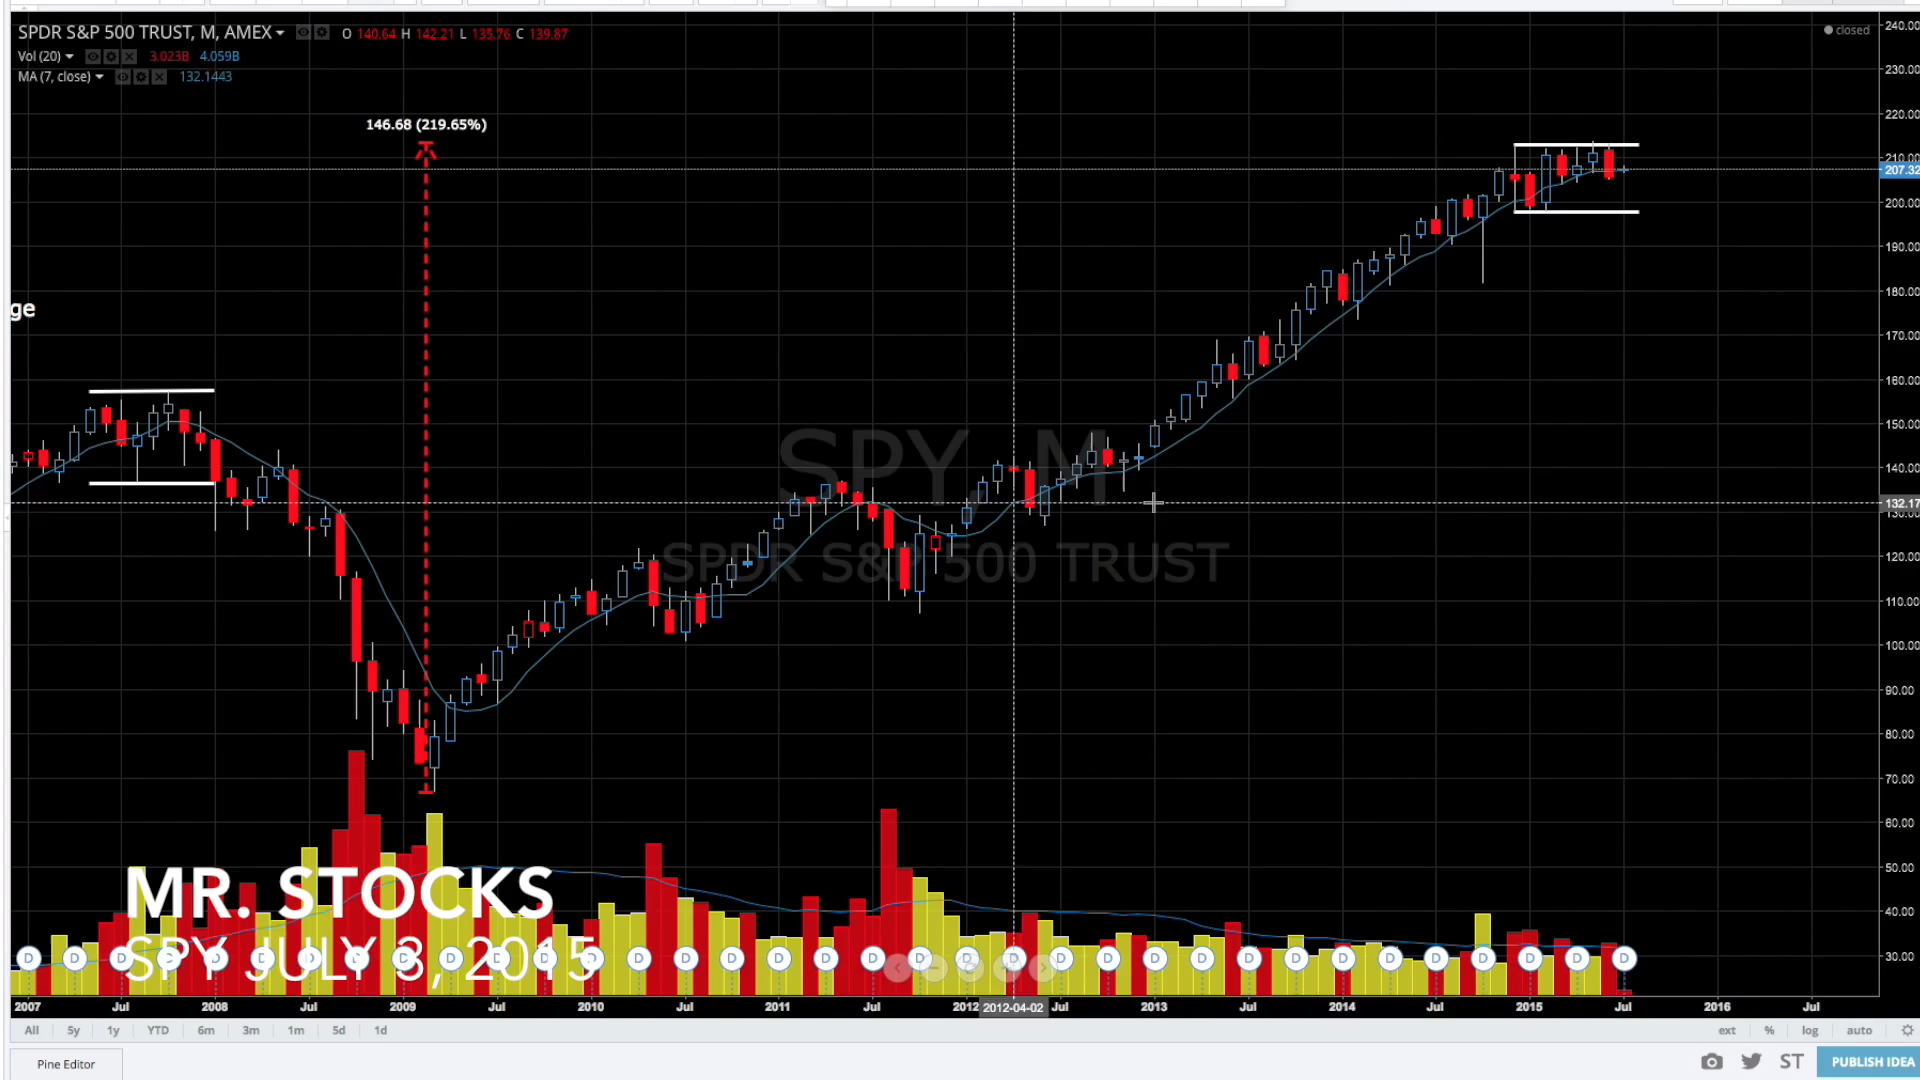 SPDR S&P 500 TRUST, M, AMEX O 140.64 H 142.21 L 135.76 C 139.87
Vol (20) 3.023B 4.059B
MA (7, close) 132.1443
closed
146.68 (219.65%)
ge
SPY, M
SPDR S&P 500 TRUST
240.00
230.00
220.00
210.00
207.32
200.00
190.00
180.00
170.00
160.00
150.00
140.00
132.17
130.00
120.00
110.00
100.00
90.00
80.00
70.00
60.00
50.00
40.00
30.00
MR. STOCKS
SPY JULY 3, 2015
D D D D D D D D D D D D D D D D D D D D D D D D D D D D D D D D D D D
2007 Jul 2008 Jul 2009 Jul 2010 Jul 2011 Jul 2012 2012-04-02 Jul 2013 Jul 2014 Jul 2015 Jul 2016 Jul
All 5y 1y YTD 6m 3m 1m 5d 1d ext % log auto
Pine Editor ST PUBLISH IDEA